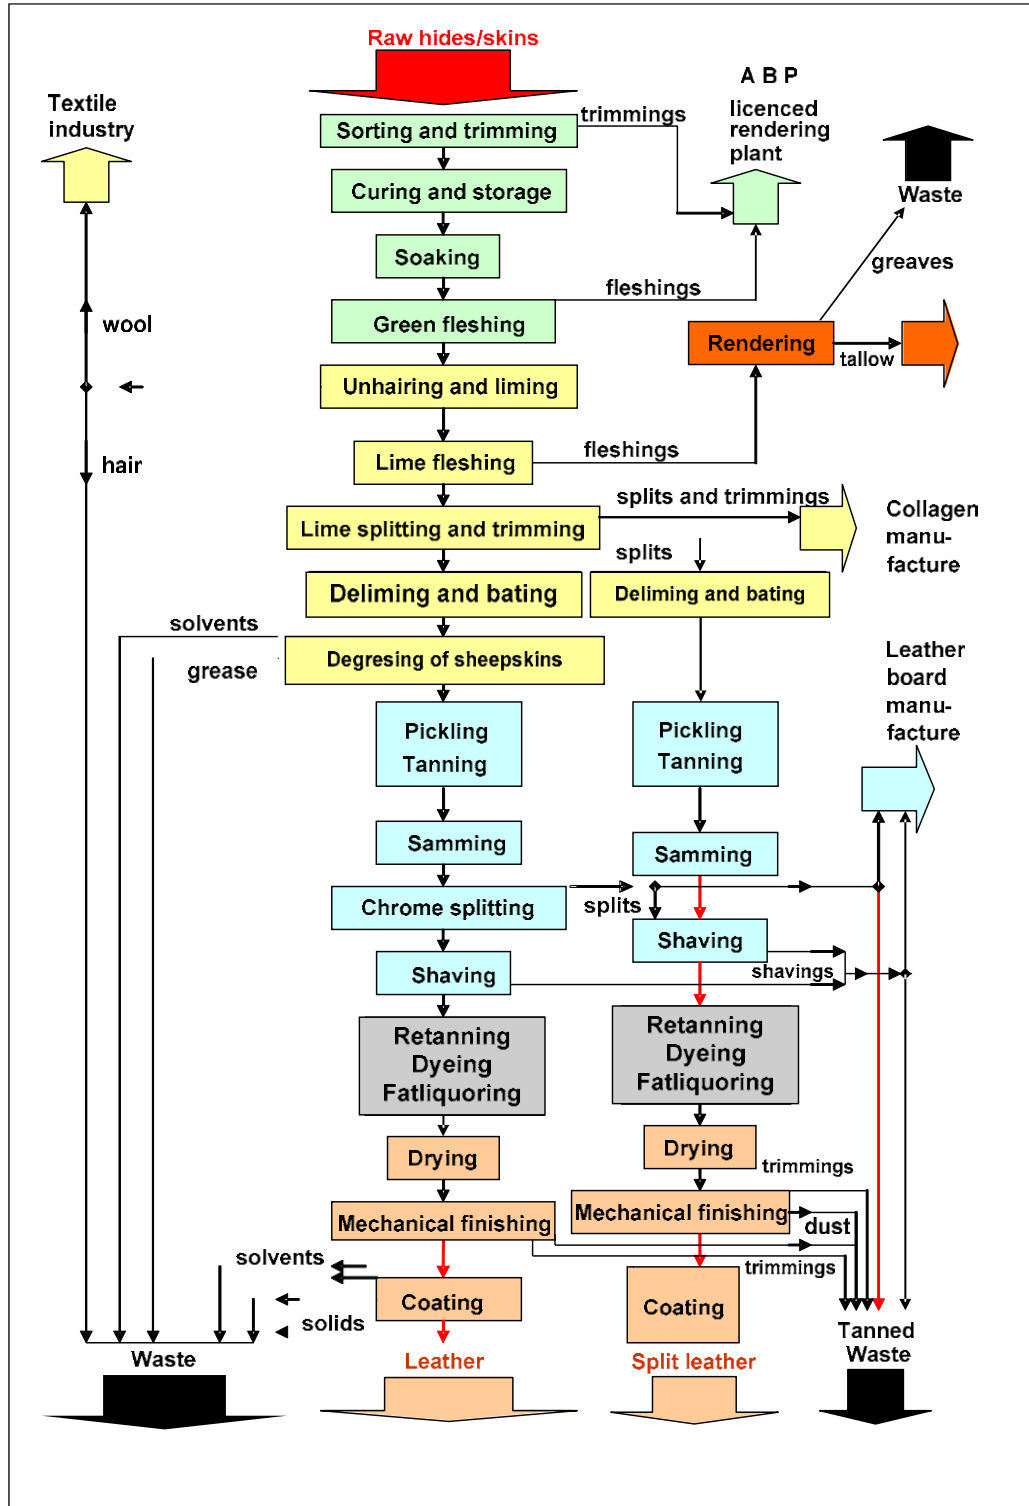 Raw hides/skins
A B P
Textile
industry
trimmings
licenced
rendering
plant
Sorting and trimming
Curing and storage
Waste
Soaking
greaves
fleshings
wool
Green fleshing
Rendering
tallow
Unhairing and liming
hair
fleshings
Lime fleshing
splits and trimmings
Collagen
manu-
facture
Lime splitting and trimming
splits
Deliming and bating
Deliming and bating
solvents
grease
Degresing of sheepskins
Leather
board
manu-
facture
Pickling
Tanning
Pickling
Tanning
Samming
Samming
Chrome splitting
splits
Shaving
shavings
Shaving
Retanning
Dyeing
Fatliquoring
Retanning
Dyeing
Fatliquoring
Drying
Drying
trimmings
Mechanical finishing
Mechanical finishing
dust
solvents
trimmings
Coating
Coating
solids
Tanned
Waste
Waste
Leather
Split leather